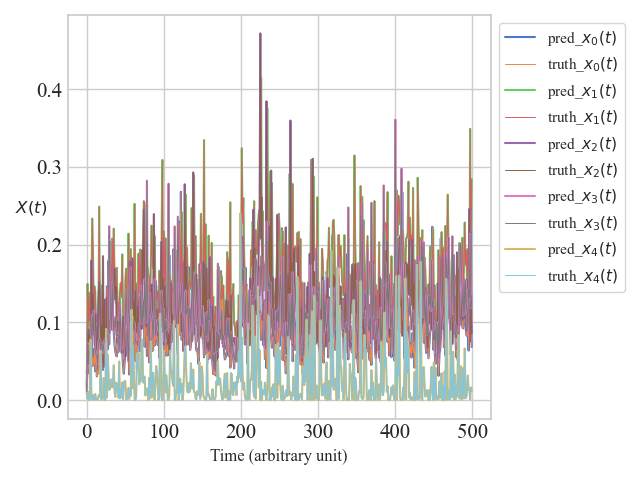 0.4
0.3
0.2
0.1
0.0
X(t)
0 100 200 300 400 500
Time (arbitrary unit)
pred_x₀(t)
truth_x₀(t)
pred_x₁(t)
truth_x₁(t)
pred_x₂(t)
truth_x₂(t)
pred_x₃(t)
truth_x₃(t)
pred_x₄(t)
truth_x₄(t)